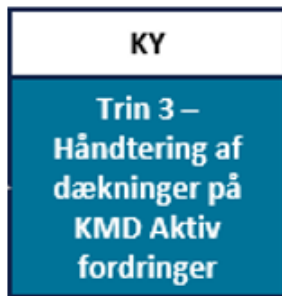 KY
Trin 3 –
Håndtering af
dækninger på
KMD Aktiv
fordringer